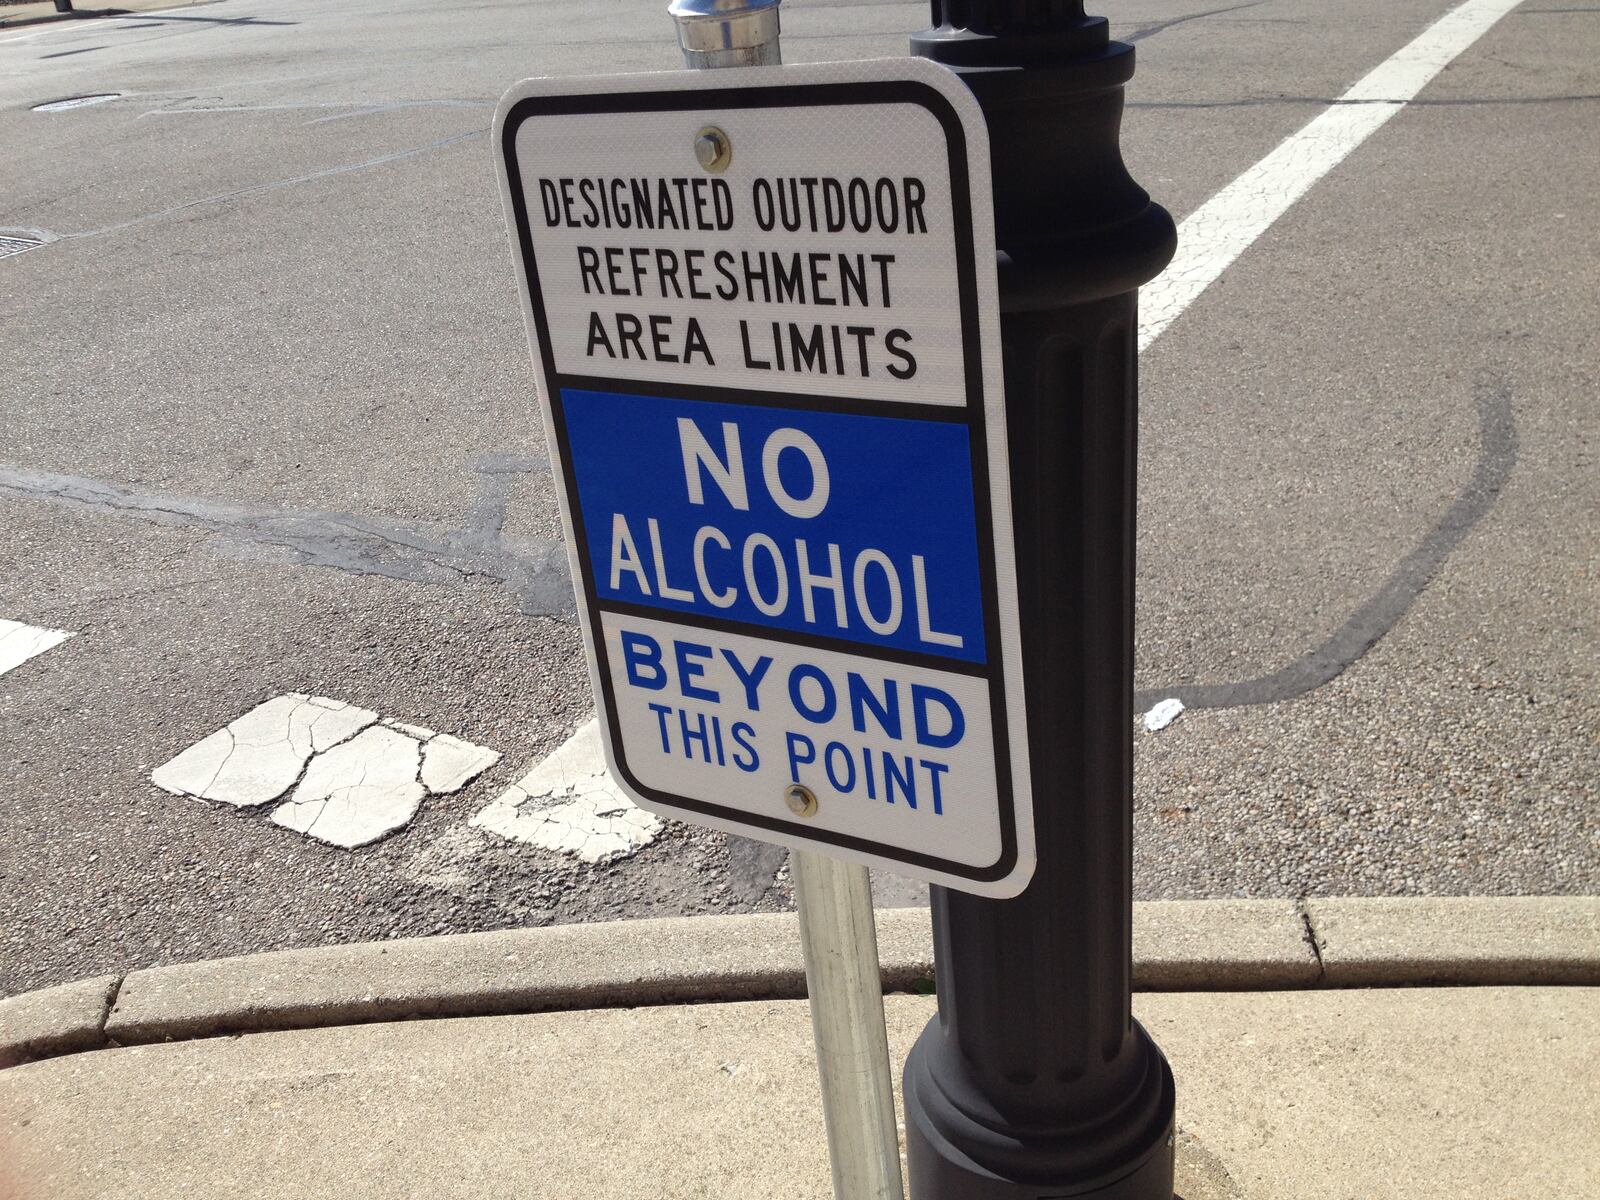 DESIGNATED OUTDOOR
REFRESHMENT
AREA LIMITS
NO
ALCOHOL
BEYOND
THIS POINT